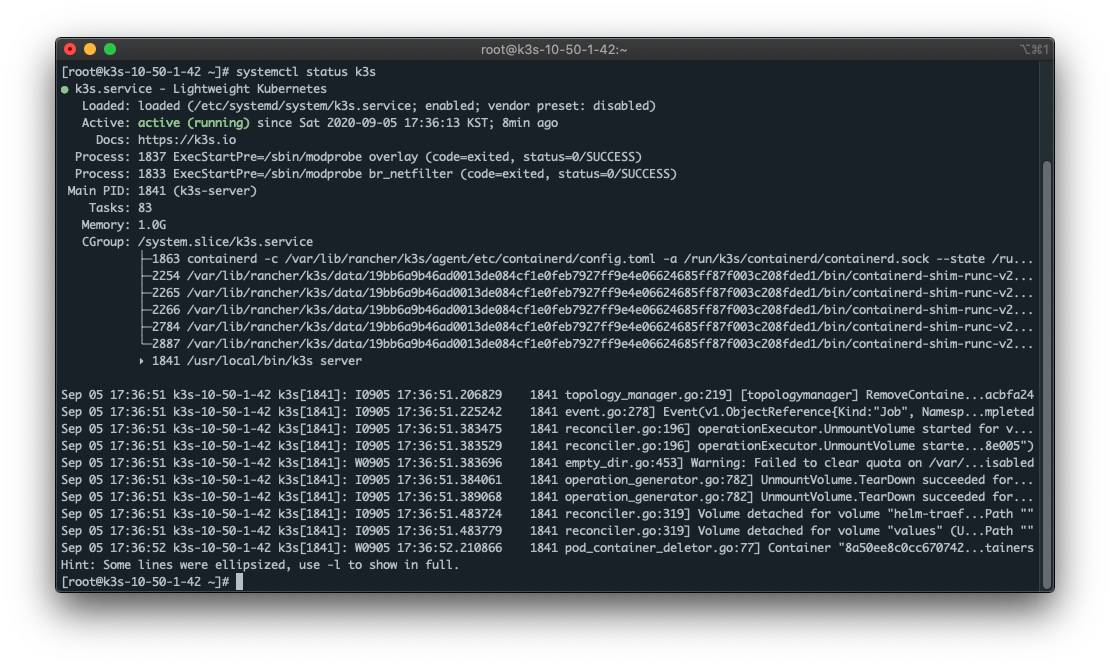 root@k3s-10-50-1-42:~
⌥⌘1
[root@k3s-10-50-1-42 ~]# systemctl status k3s
● k3s.service - Lightweight Kubernetes
   Loaded: loaded (/etc/systemd/system/k3s.service; enabled; vendor preset: disabled)
   Active: active (running) since Sat 2020-09-05 17:36:13 KST; 8min ago
     Docs: https://k3s.io
  Process: 1837 ExecStartPre=/sbin/modprobe overlay (code=exited, status=0/SUCCESS)
  Process: 1833 ExecStartPre=/sbin/modprobe br_netfilter (code=exited, status=0/SUCCESS)
 Main PID: 1841 (k3s-server)
    Tasks: 83
   Memory: 1.0G
   CGroup: /system.slice/k3s.service
           ├─1863 containerd -c /var/lib/rancher/k3s/agent/etc/containerd/config.toml -a /run/k3s/containerd/containerd.sock --state /ru...
           ├─2254 /var/lib/rancher/k3s/data/19bb6a9b46ad0013de084cf1e0feb7927ff9e4e06624685ff87f003c208fded1/bin/containerd-shim-runc-v2...
           ├─2265 /var/lib/rancher/k3s/data/19bb6a9b46ad0013de084cf1e0feb7927ff9e4e06624685ff87f003c208fded1/bin/containerd-shim-runc-v2...
           ├─2266 /var/lib/rancher/k3s/data/19bb6a9b46ad0013de084cf1e0feb7927ff9e4e06624685ff87f003c208fded1/bin/containerd-shim-runc-v2...
           ├─2784 /var/lib/rancher/k3s/data/19bb6a9b46ad0013de084cf1e0feb7927ff9e4e06624685ff87f003c208fded1/bin/containerd-shim-runc-v2...
           └─2887 /var/lib/rancher/k3s/data/19bb6a9b46ad0013de084cf1e0feb7927ff9e4e06624685ff87f003c208fded1/bin/containerd-shim-runc-v2...
           ‣ 1841 /usr/local/bin/k3s server
Sep 05 17:36:51 k3s-10-50-1-42 k3s[1841]: I0905 17:36:51.206829    1841 topology_manager.go:219] [topologymanager] RemoveContaine...acbfa24
Sep 05 17:36:51 k3s-10-50-1-42 k3s[1841]: I0905 17:36:51.225242    1841 event.go:278] Event(v1.ObjectReference{Kind:"Job", Namesp...mpleted
Sep 05 17:36:51 k3s-10-50-1-42 k3s[1841]: I0905 17:36:51.383475    1841 reconciler.go:196] operationExecutor.UnmountVolume started for v...
Sep 05 17:36:51 k3s-10-50-1-42 k3s[1841]: I0905 17:36:51.383529    1841 reconciler.go:196] operationExecutor.UnmountVolume starte...8e005")
Sep 05 17:36:51 k3s-10-50-1-42 k3s[1841]: W0905 17:36:51.383696    1841 empty_dir.go:453] Warning: Failed to clear quota on /var/...isabled
Sep 05 17:36:51 k3s-10-50-1-42 k3s[1841]: I0905 17:36:51.384061    1841 operation_generator.go:782] UnmountVolume.TearDown succeeded for...
Sep 05 17:36:51 k3s-10-50-1-42 k3s[1841]: I0905 17:36:51.389068    1841 operation_generator.go:782] UnmountVolume.TearDown succeeded for...
Sep 05 17:36:51 k3s-10-50-1-42 k3s[1841]: I0905 17:36:51.483724    1841 reconciler.go:319] Volume detached for volume "helm-traef...Path ""
Sep 05 17:36:51 k3s-10-50-1-42 k3s[1841]: I0905 17:36:51.483779    1841 reconciler.go:319] Volume detached for volume "values" (U...Path ""
Sep 05 17:36:52 k3s-10-50-1-42 k3s[1841]: W0905 17:36:52.210866    1841 pod_container_deletor.go:77] Container "8a50ee8c0cc670742...tainers
Hint: Some lines were ellipsized, use -l to show in full.
[root@k3s-10-50-1-42 ~]#